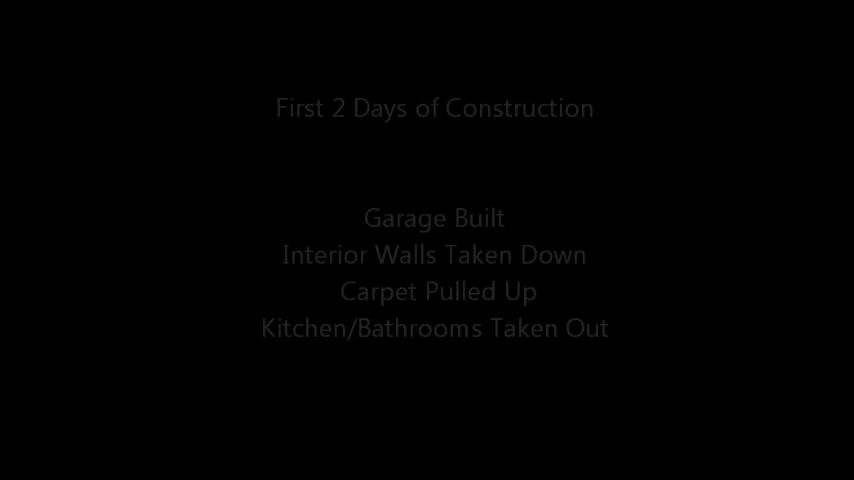 First 2 Days of Construction
Garage Built
Interior Walls Taken Down
Carpet Pulled Up
Kitchen/Bathrooms Taken Out